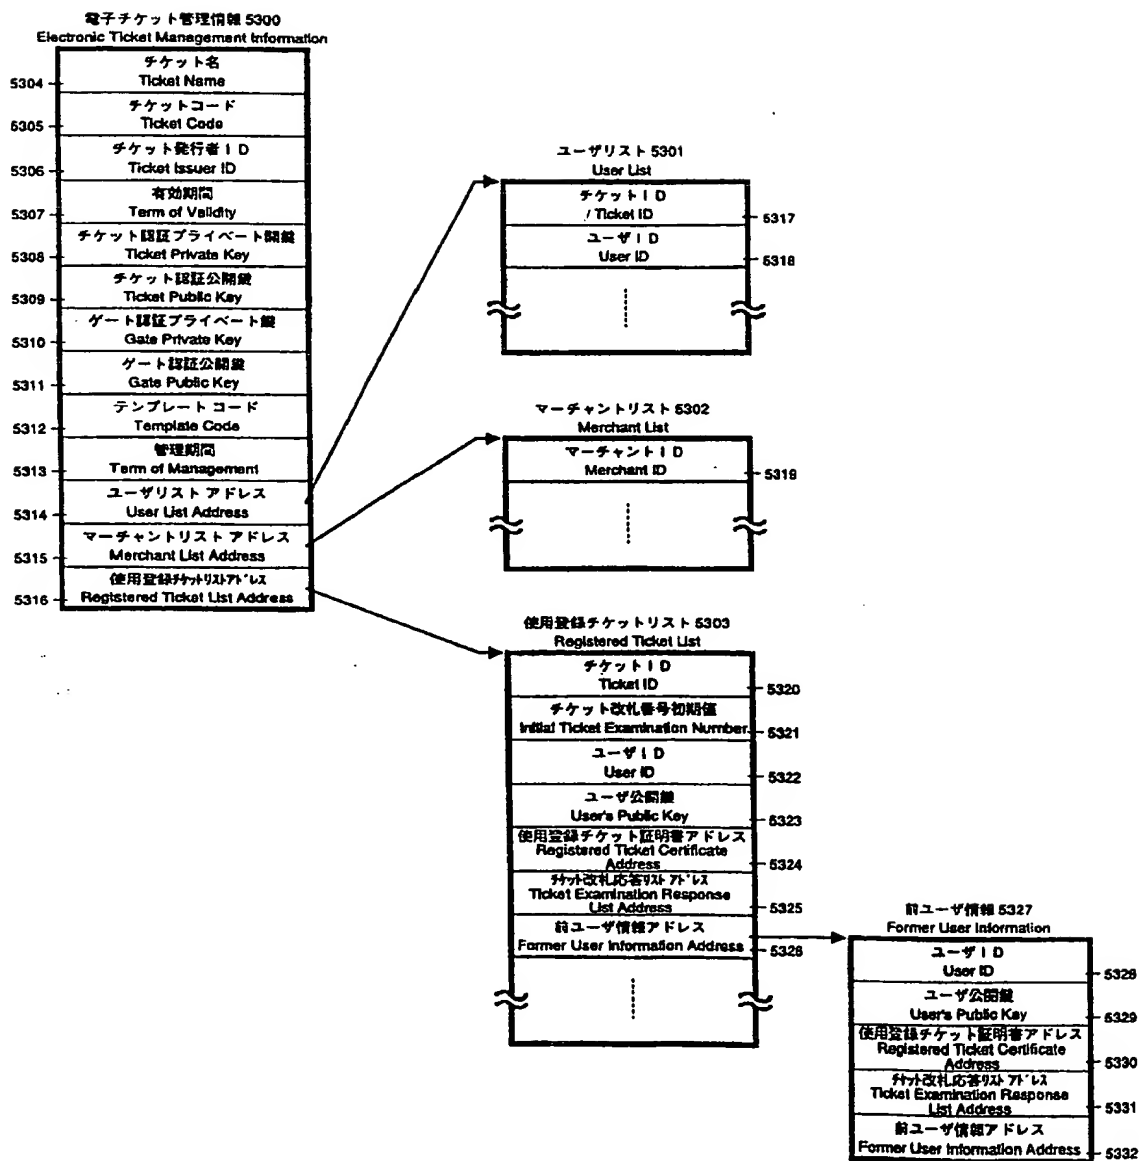 電子チケット管理情報 5300
Electronic Ticket Management Information
チケット名
Ticket Name
5304
チケットコード
Ticket Code
5305
チケット発行者ID
Ticket Issuer ID
5306
有効期間
Term of Validity
5307
チケット認証プライベート開鍵
Ticket Private Key
5308
チケット認証公開鍵
Ticket Public Key
5309
ゲート認証プライベート鍵
Gate Private Key
5310
ゲート認証公開鍵
Gate Public Key
5311
テンプレートコード
Template Code
5312
管理期間
Term of Management
5313
ユーザリスト アドレス
User List Address
5314
マーチャントリスト アドレス
Merchant List Address
5315
使用登録チケットリストアドレス
Registered Ticket List Address
5316
ユーザリスト 5301
User List
チケットID
/ Ticket ID
5317
ユーザID
User ID
5318
マーチャントリスト 5302
Merchant List
マーチャントID
Merchant ID
5319
使用登録チケットリスト 5303
Registered Ticket List
チケットID
Ticket ID
5320
チケット改札番号初期値
Initial Ticket Examination Number
5321
ユーザID
User ID
5322
ユーザ公開鍵
User's Public Key
5323
使用登録チケット証明書アドレス
Registered Ticket Certificate
Address
5324
チケット改札応答リスト アドレス
Ticket Examination Response
List Address
5325
前ユーザ情報アドレス
Former User Information Address
5326
前ユーザ情報 5327
Former User Information
ユーザID
User ID
5328
ユーザ公開鍵
User's Public Key
5329
使用登録チケット証明書アドレス
Registered Ticket Certificate
Address
5330
チケット改札応答リスト アドレス
Ticket Examination Response
List Address
5331
前ユーザ情報アドレス
Former User Information Address
5332